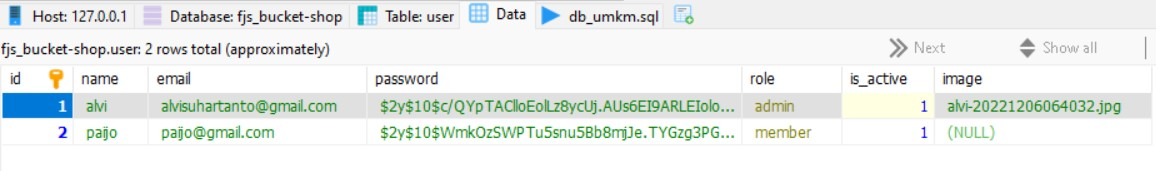 Host: 127.0.0.1 Database: fjs_bucket-shop Table: user Data db_umkm.sql
fjs_bucket-shop.user: 2 rows total (approximately) Next Show all
id name email password role is_active image
1 alvi alvisuhartanto@gmail.com $2y$10$c/QYpTAClloEolLz8ycUj.AUs6EI9ARLEIolo... admin 1 alvi-20221206064032.jpg
2 paijo paijo@gmail.com $2y$10$WmkOzSWPTu5snu5Bb8mjJe.TYGzg3PG... member 1 (NULL)